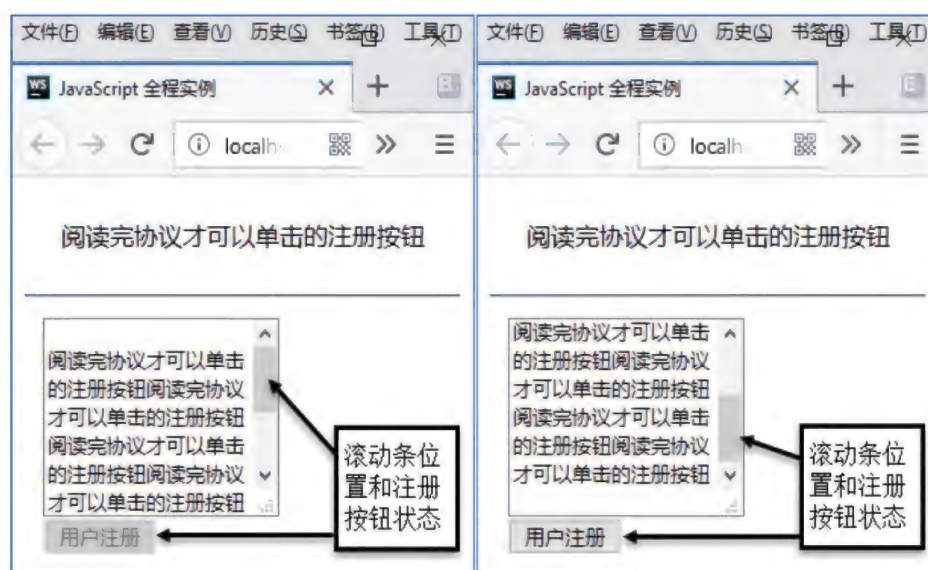 文件(F) 编辑(E) 查看(V) 历史(S) 书签(B) 工具(T)
JavaScript 全程实例
localh
阅读完协议才可以单击的注册按钮
阅读完协议才可以单击
的注册按钮阅读完协议
才可以单击的注册按钮
阅读完协议才可以单击
的注册按钮阅读完协议
才可以单击的注册按钮
用户注册
滚动条位
置和注册
按钮状态
文件(F) 编辑(E) 查看(V) 历史(S) 书签(B) 工具(T)
JavaScript 全程实例
localh
阅读完协议才可以单击的注册按钮
阅读完协议才可以单击
的注册按钮阅读完协议
才可以单击的注册按钮
阅读完协议才可以单击
的注册按钮阅读完协议
才可以单击的注册按钮
用户注册
滚动条位
置和注册
按钮状态